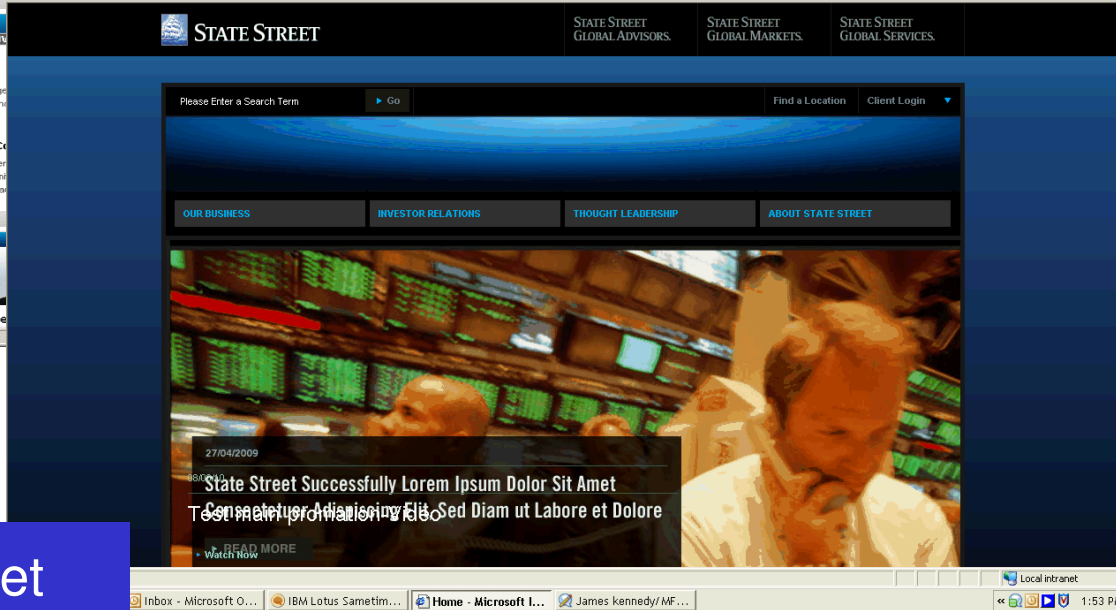 STATE STREET
STATE STREET
GLOBAL ADVISORS.
STATE STREET
GLOBAL MARKETS.
STATE STREET
GLOBAL SERVICES.
Please Enter a Search Term
Go
Find a Location
Client Login
OUR BUSINESS
INVESTOR RELATIONS
THOUGHT LEADERSHIP
ABOUT STATE STREET
27/04/2009
State Street Successfully Lorem Ipsum Dolor Sit Amet
Consectetuer Adipiscing Elit Sed Diam ut Labore et Dolore
Test main promation-Video
READ MORE
Watch Now
et
Local intranet
Inbox - Microsoft O...
IBM Lotus Sametim...
Home - Microsoft I...
James kennedy/MF...
1:53 P